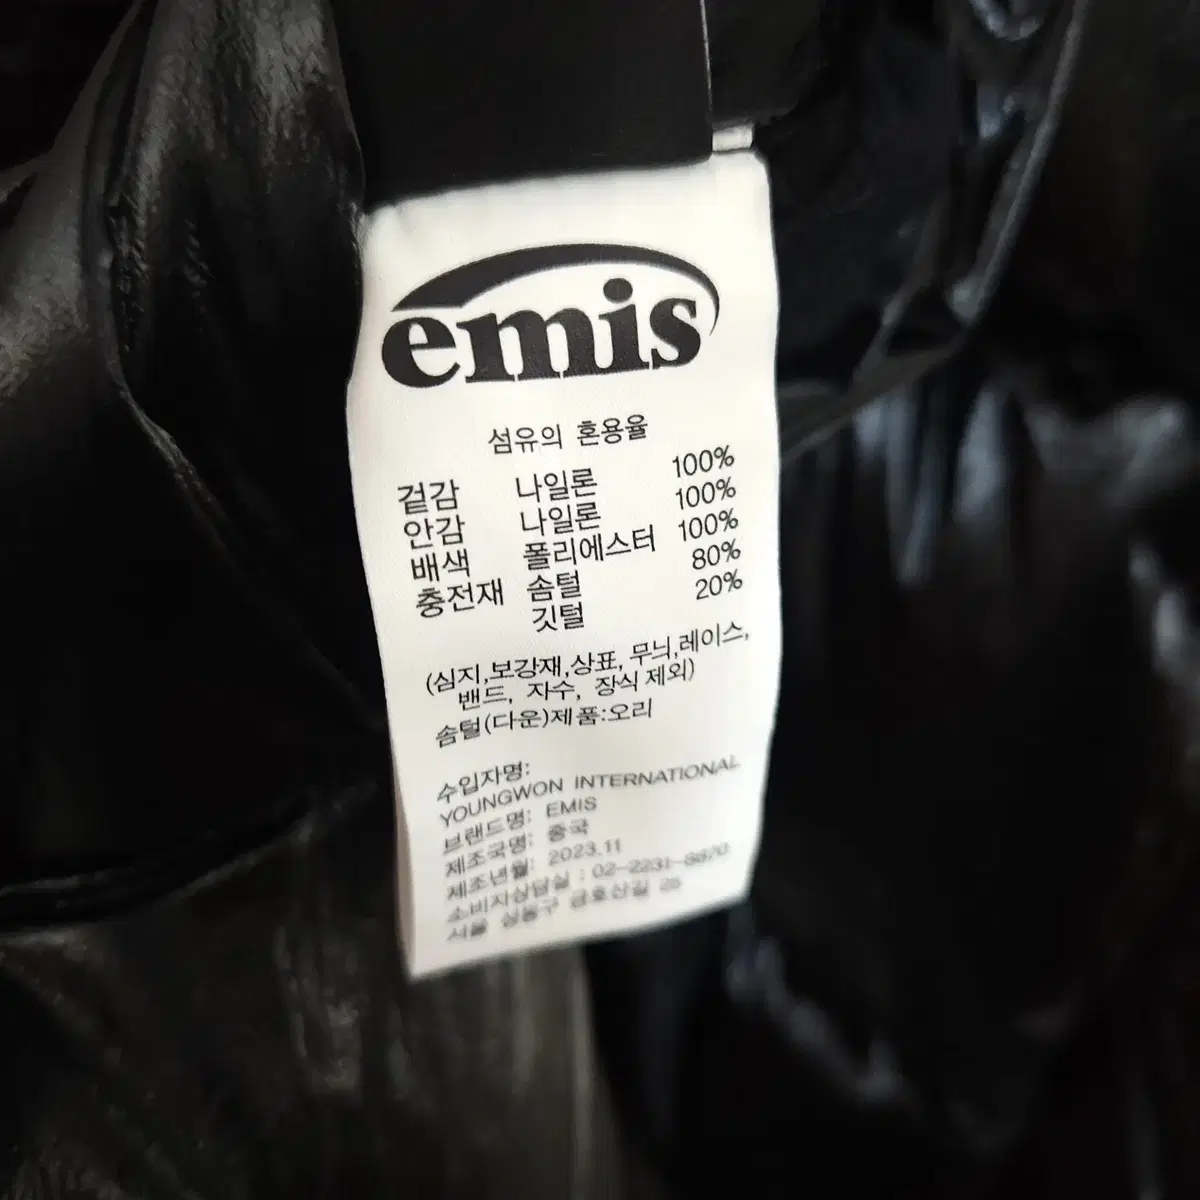 emis
섬유의 혼용율
겉감 나일론 100%
안감 나일론 100%
배색 폴리에스터 100%
충전재 솜털 80%
깃털 20%
(심지,보강재,상표, 무늬,레이스,
밴드, 자수, 장식 제외)
솜털(다운)제품:오리
수입자명:
YOUNGWON INTERNATIONAL
브랜드명: EMIS
제조국명: 중국
제조년월: 2023.11
소비자상담실 : 02-2231-8870
서울 성동구 금호산길 25